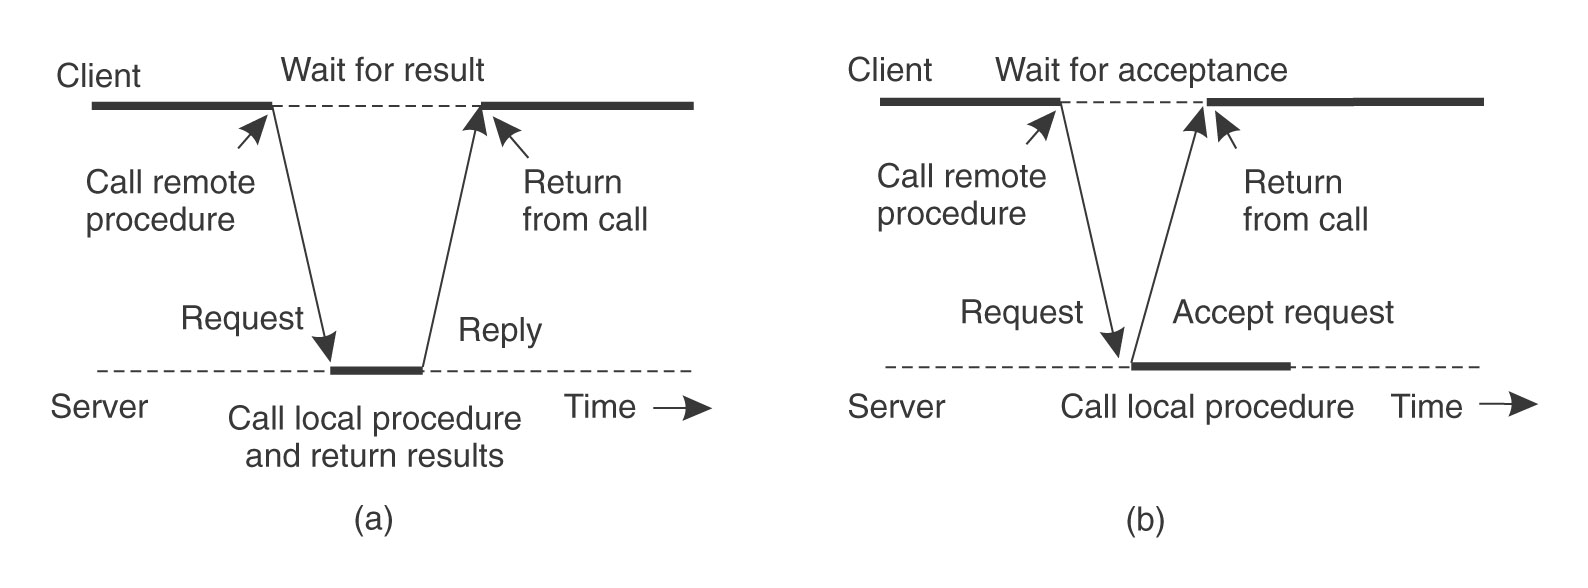 Client
Wait for result
Call remote
procedure
Return
from call
Request
Reply
Server
Call local procedure
and return results
Time
(a)
Client
Wait for acceptance
Call remote
procedure
Return
from call
Request
Accept request
Server
Call local procedure
Time
(b)